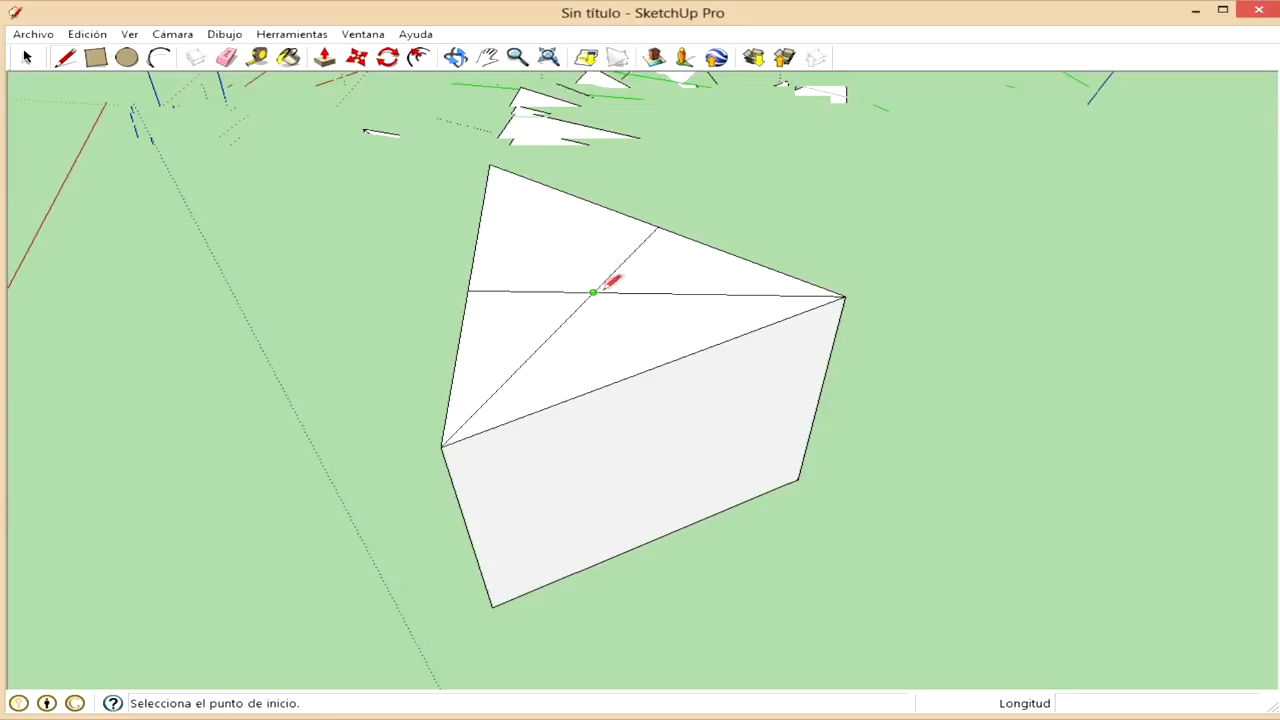 Sin título - SketchUp Pro
Archivo Edición Ver Cámara Dibujo Herramientas Ventana Ayuda
Selecciona el punto de inicio.
Longitud